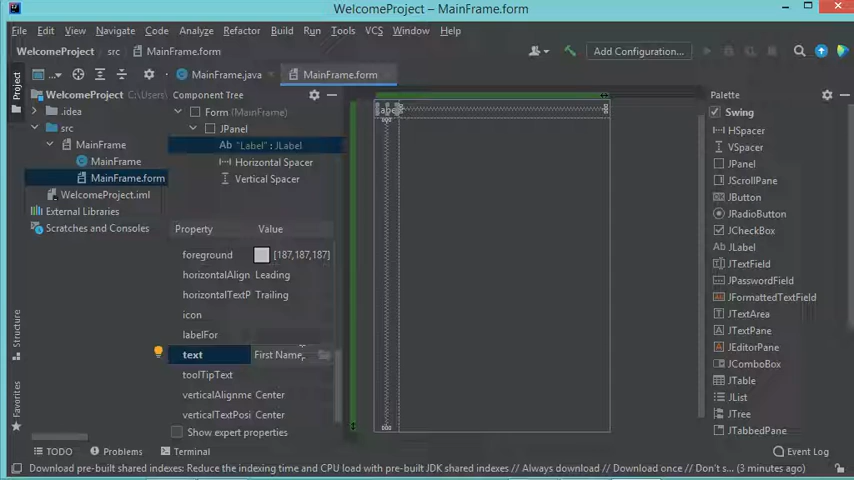 WelcomeProject – MainFrame.form
File Edit View Navigate Code Analyze Refactor Build Run Tools VCS Window Help
WelcomeProject src MainFrame.form
Add Configuration...
... MainFrame.java MainFrame.form
Project
WelcomeProject C:\Users\
.idea
src
MainFrame
MainFrame
MainFrame.form
WelcomeProject.iml
External Libraries
Scratches and Consoles
Component Tree
Form (MainFrame)
JPanel
Ab "Label" : JLabel
Horizontal Spacer
Vertical Spacer
Property Value
foreground [187,187,187]
horizontalAlign Leading
horizontalTextP Trailing
icon
labelFor
text First Name
toolTipText
verticalAlignme Center
verticalTextPosi Center
Show expert properties
Label
Palette
Swing
HSpacer
VSpacer
JPanel
JScrollPane
JButton
JRadioButton
JCheckBox
Ab JLabel
JTextField
JPasswordField
JFormattedTextField
JTextArea
JTextPane
JEditorPane
JComboBox
JTable
JList
JTree
JTabbedPane
Structure
Favorites
TODO Problems Terminal Event Log
Download pre-built shared indexes: Reduce the indexing time and CPU load with pre-built JDK shared indexes // Always download // Download once // Don't s... (3 minutes ago)